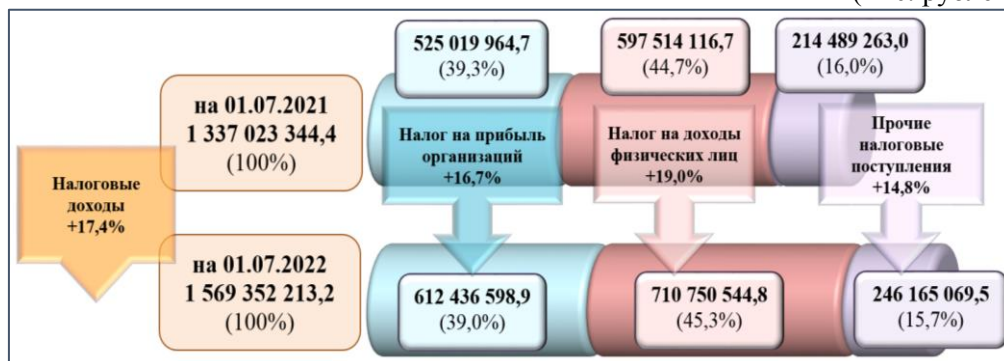 525 019 964,7
(39,3%)
597 514 116,7
(44,7%)
214 489 263,0
(16,0%)
на 01.07.2021
1 337 023 344,4
(100%)
Налог на прибыль
организаций
+16,7%
Налог на доходы
физических лиц
+19,0%
Прочие
налоговые
поступления
+14,8%
Налоговые
доходы
+17,4%
на 01.07.2022
1 569 352 213,2
(100%)
612 436 598,9
(39,0%)
710 750 544,8
(45,3%)
246 165 069,5
(15,7%)